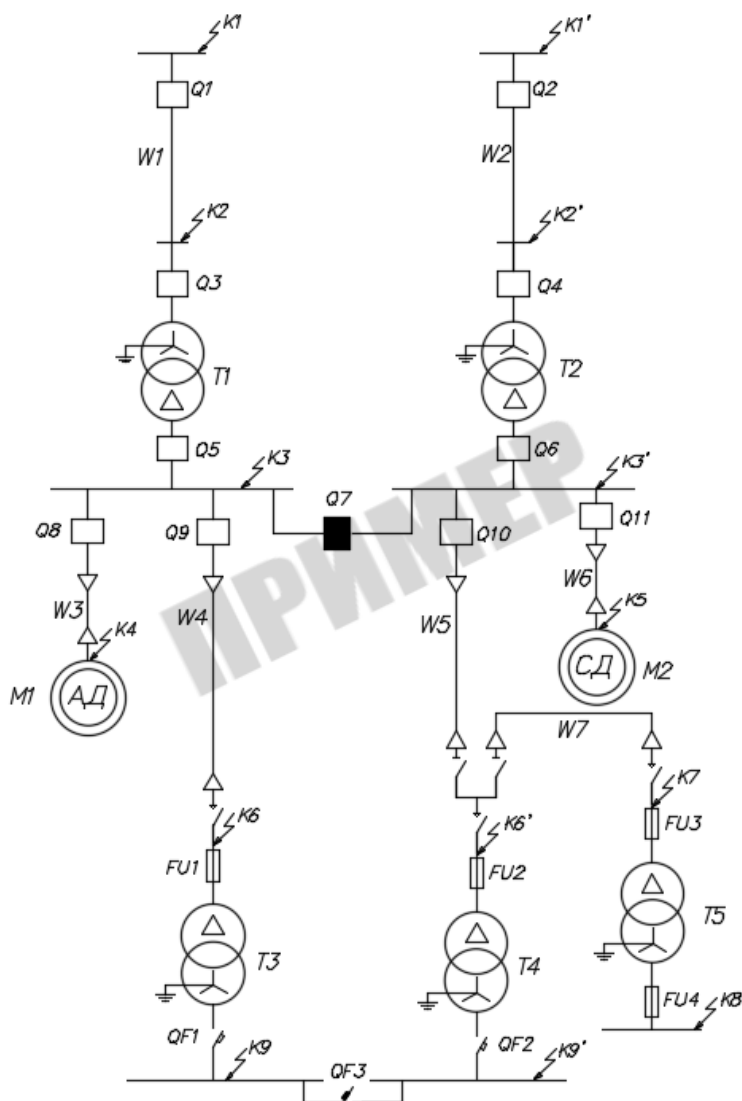 K1 K1'
Q1 Q2
W1 W2
K2 K2'
Q3 Q4
T1 T2
Q5 Q6
K3 K3'
Q7
Q8 Q9 Q10 Q11
ПРИМЕР
W3 W4 W5 W6
K4 K5
M1 АД СД M2
W7
K6 K6' K7
FU1 FU2 FU3
T3 T4 T5
FU4 K8
QF1 QF2
K9 QF3 K9'